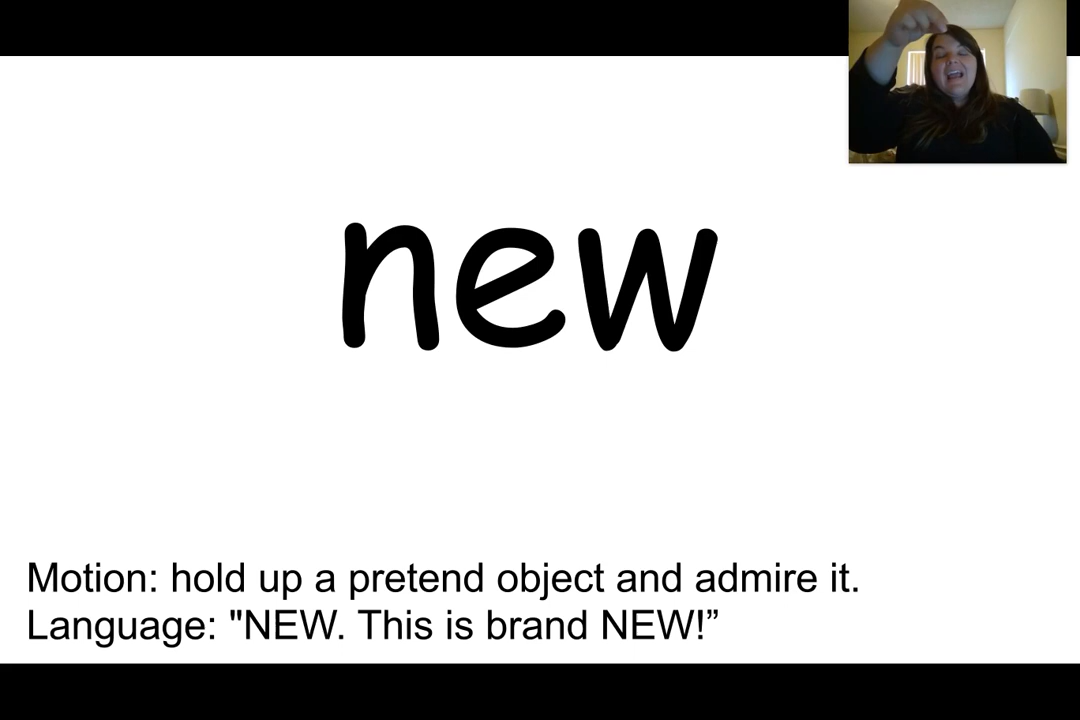 new
Motion: hold up a pretend object and admire it.
Language: "NEW. This is brand NEW!”